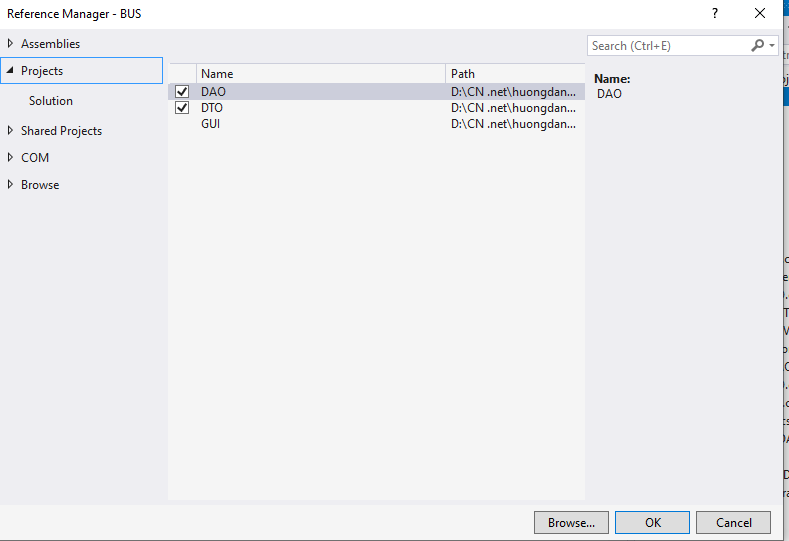 Reference Manager - BUS
?
Assemblies
Projects
Solution
Shared Projects
COM
Browse
Name Path
DAO D:\CN .net\huongdan...
DTO D:\CN .net\huongdan...
GUI D:\CN .net\huongdan...
Search (Ctrl+E)
Name:
DAO
Browse... OK Cancel